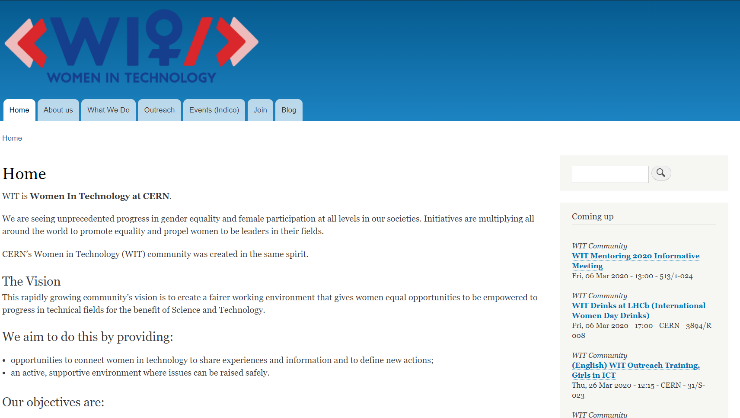 WIT
WOMEN IN TECHNOLOGY
Home
About us
What We Do
Outreach
Events (Indico)
Join
Blog
Home
Home
WIT is Women In Technology at CERN.
We are seeing unprecedented progress in gender equality and female participation at all levels in our societies. Initiatives are multiplying all
around the world to promote equality and propel women to be leaders in their fields.
CERN's Women in Technology (WIT) community was created in the same spirit.
The Vision
This rapidly growing community's vision is to create a fairer working environment that gives women equal opportunities to be empowered to
progress in technical fields for the benefit of Science and Technology.
We aim to do this by providing:
• opportunities to connect women in technology to share experiences and information and to define new actions;
• an active, supportive environment where issues can be raised safely.
Our objectives are:
Coming up
WIT Community
WIT Mentoring 2020 Informative
Meeting
Fri, 06 Mar 2020 - 13:00 - 513/1-024
WIT Community
WIT Drinks at LHCb (International
Women Day Drinks)
Fri, 06 Mar 2020 - 17:00 - CERN - 3894/R-
008
WIT Community
(English) WIT Outreach Training,
Girls in ICT
Thu, 26 Mar 2020 - 12:15 - CERN - 31/S-
023
WIT Community